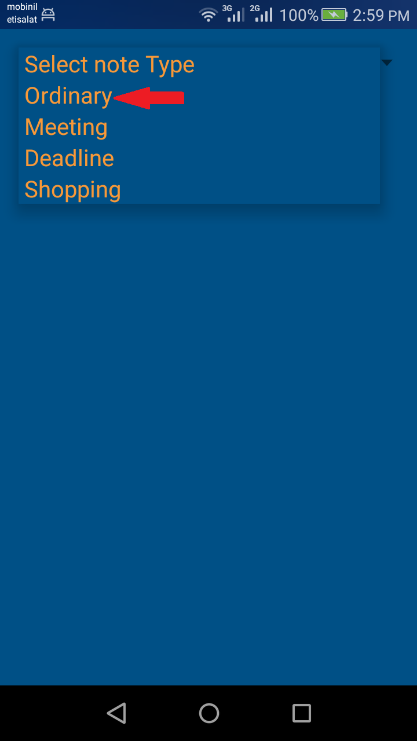 mobinil
etisalat
3G
2G
100%
2:59 PM
Select note Type
Ordinary
Meeting
Deadline
Shopping